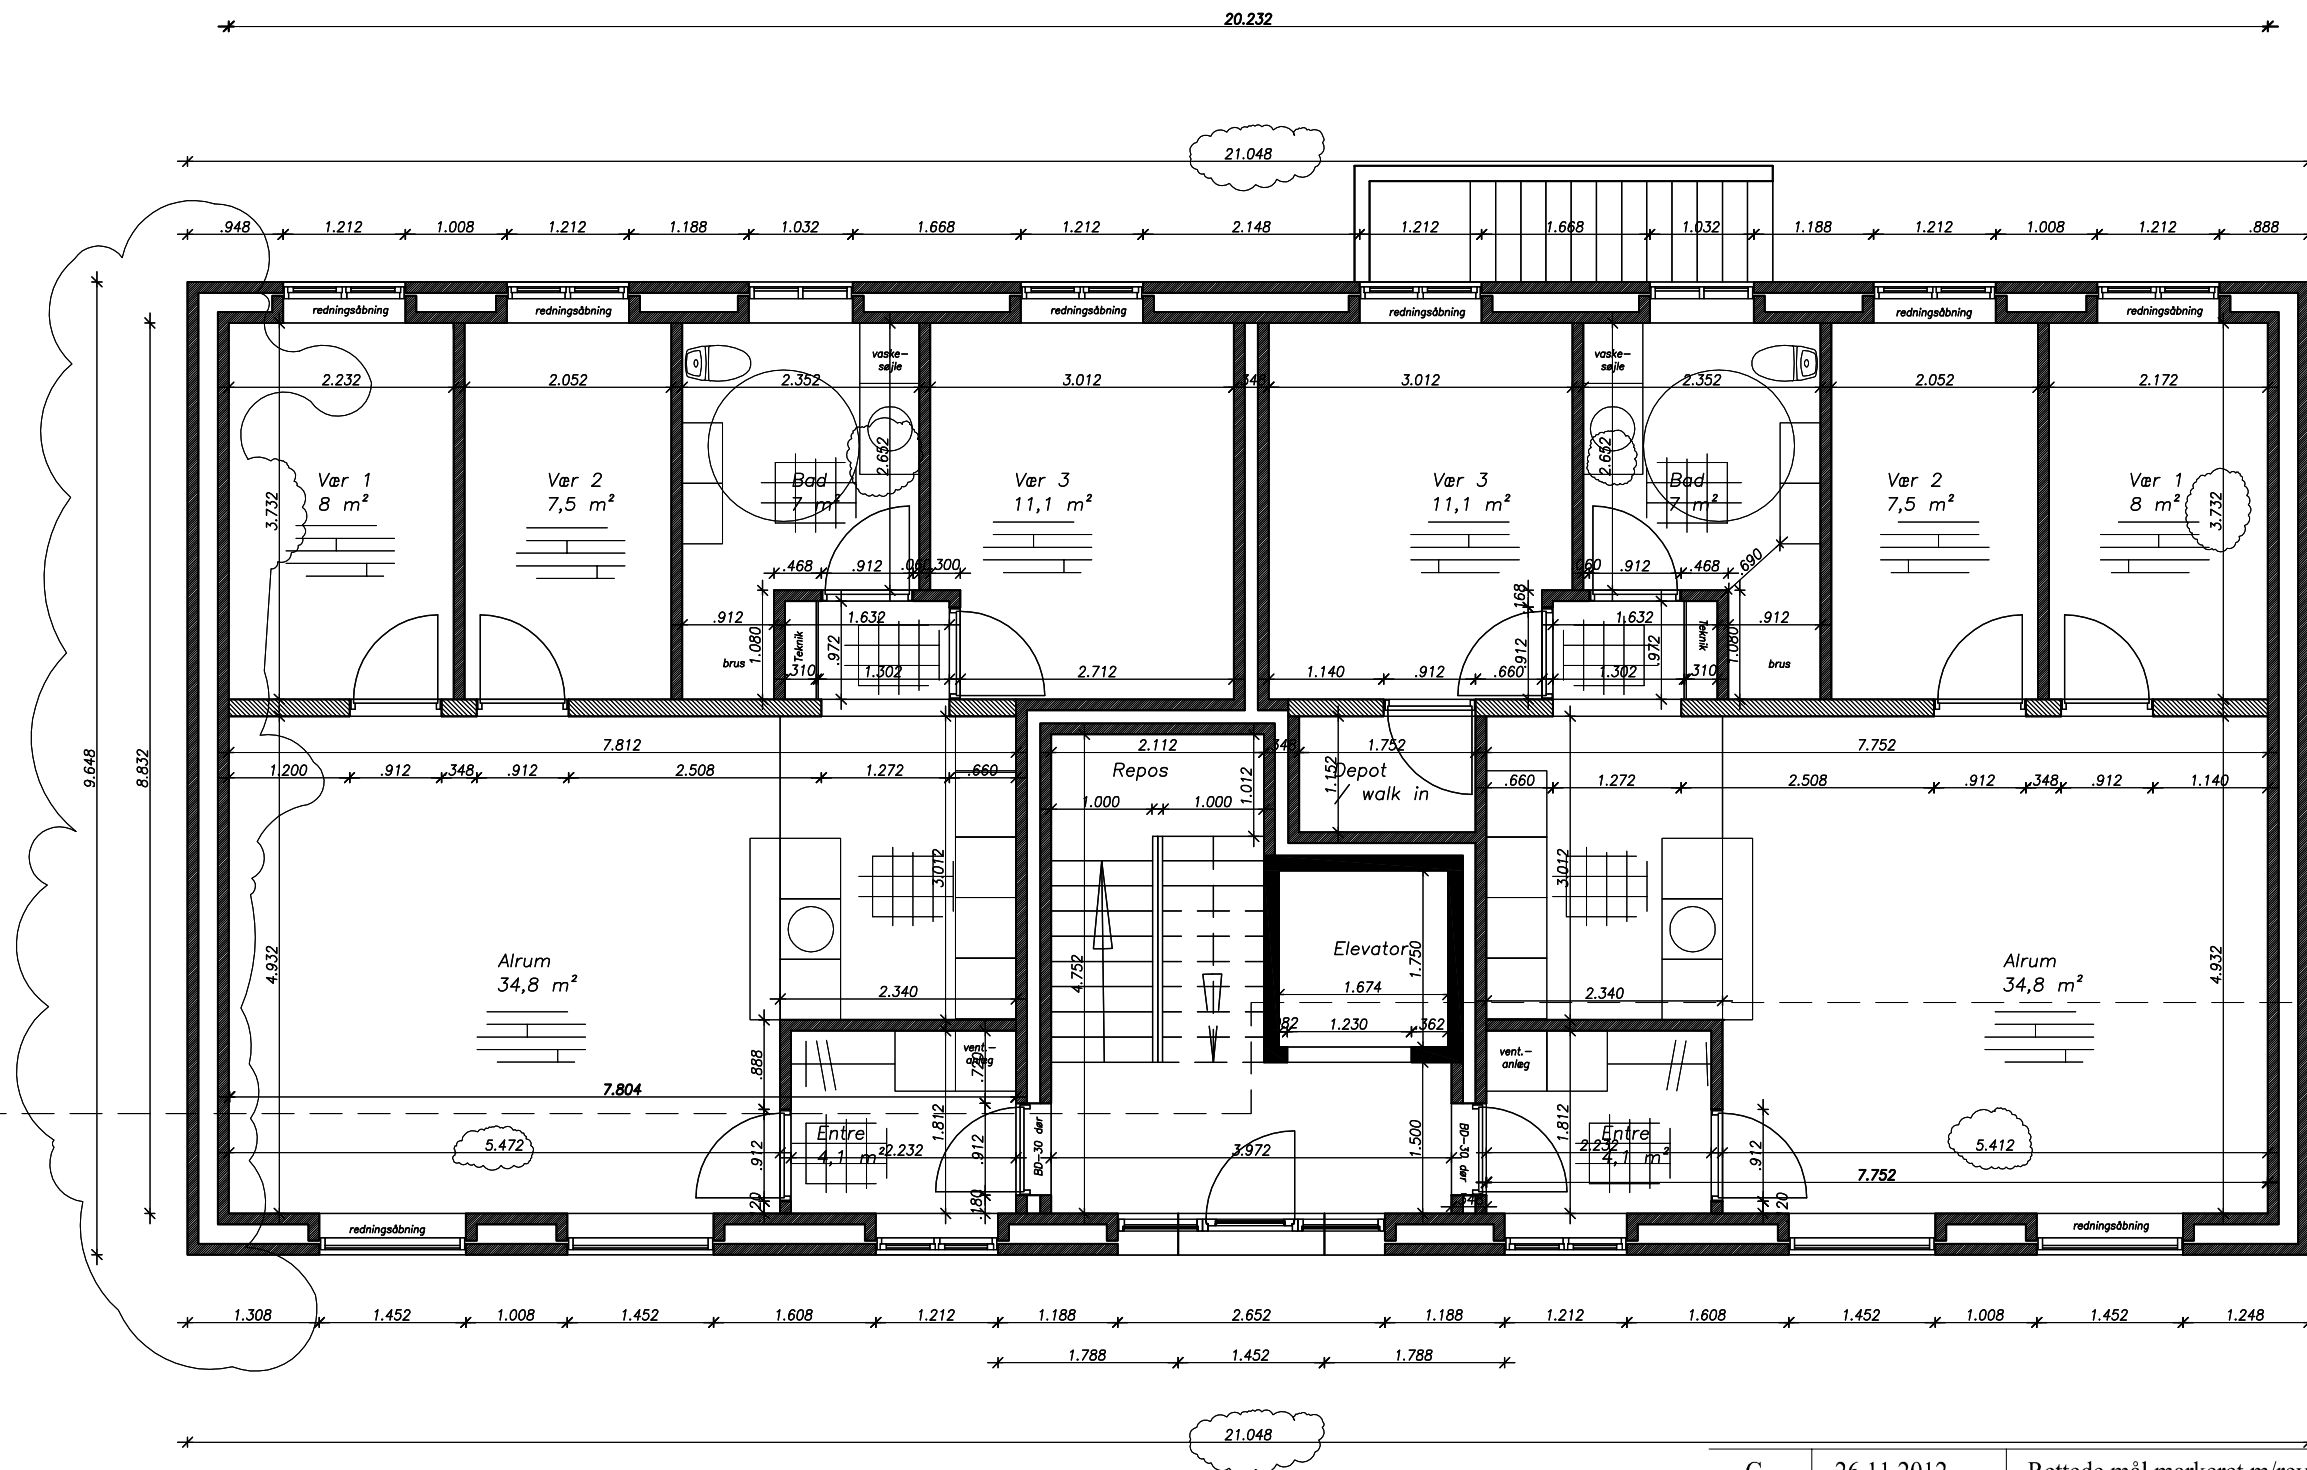 20.232
21.048
.948 1.212 1.008 1.212 1.188 1.032 1.668 1.212 2.148 1.212 1.668 1.032 1.188 1.212 1.008 1.212 .888
redningsåbning redningsåbning redningsåbning redningsåbning redningsåbning redningsåbning
vaske-
søjle
vaske-
søjle
2.232 2.052 2.352 3.012 .348 3.012 2.352 2.052 2.172
2.652 2.652
Vær 1
8 m²
Vær 2
7,5 m²
Bad
7 m²
Vær 3
11,1 m²
Vær 3
11,1 m²
Bad
7 m²
Vær 2
7,5 m²
Vær 1
8 m²
3.732 3.732
.468 .912 .060 .300 .060 .912 .468 .690
.168
.912 1.632 1.632 .912
1.080 Teknik .972 .912 .972 Teknik 1.080
brus brus
.310 1.302 2.712 1.140 .912 .660 1.302 .310
7.812 2.112 .348 1.752 7.752
1.200 .912 .348 .912 2.508 1.272 .660
Repos
1.012
1.152
Depot
/ walk in
.660 1.272 2.508 .912 .348 .912 1.140
1.000 1.000
9.648 8.832
3.012 3.012
4.932 4.752 4.932
Elevator
1.750
1.674
Alrum
34,8 m²
Alrum
34,8 m²
2.340 2.340
1.230 .362
vent.-
anlæg
vent.-
anlæg
.888 .720
7.804
1.812 1.500 1.812
Entre
4,1 m²
Entre
4,1 m²
5.472 2.232 3.972 2.232 5.412
.912 .912 .912
BD-30 dør BD-30 dør
7.752
.180
redningsåbning redningsåbning
1.308 1.452 1.008 1.452 1.608 1.212 1.188 2.652 1.188 1.212 1.608 1.452 1.008 1.452 1.248
1.788 1.452 1.788
21.048